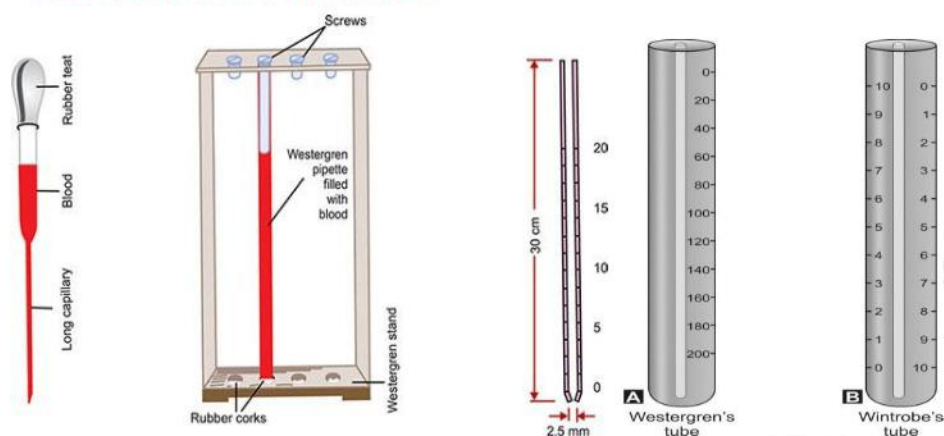 Rubber teat
Blood
Long capillary
Screws
Westergren
pipette
filled
with
blood
Westergren stand
Rubber corks
30 cm
20
15
10
5
0
2.5 mm
0
20
40
60
80
100
120
140
160
180
200
A
Westergren's
tube
10 0
9 1
8 2
7 3
6 4
5 5
4 6
3 7
2 8
1 9
0 10
B
Wintrobe's
tube